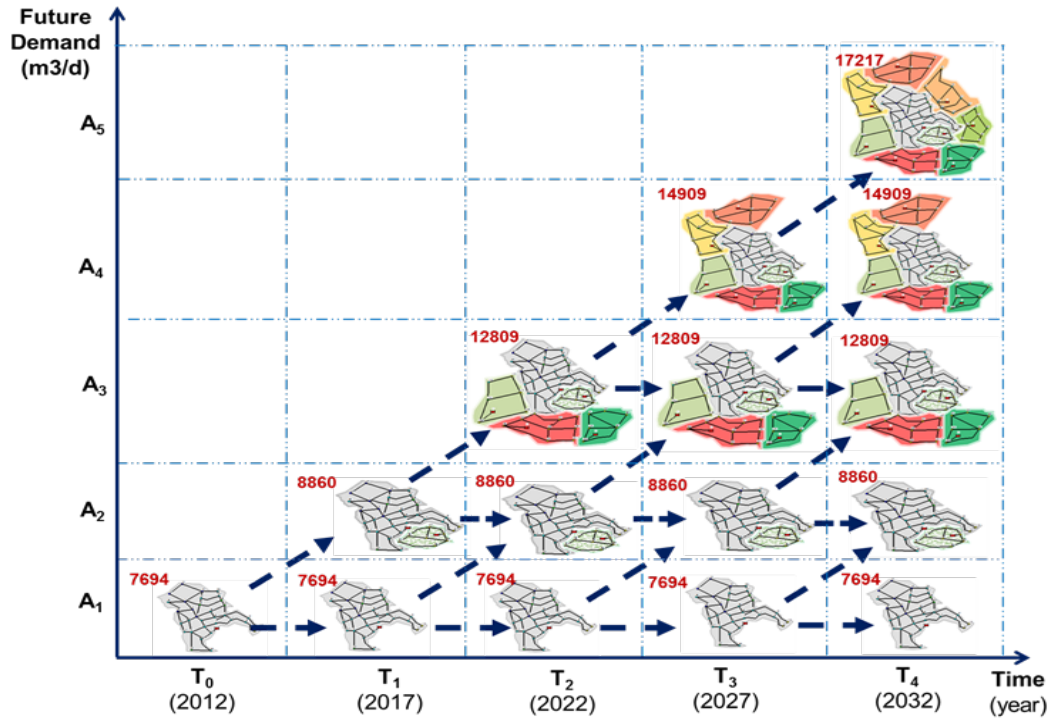 Future
Demand
(m3/d)
17217
A5
14909
14909
A4
12809
12809
12809
A3
8860
8860
8860
8860
A2
7694
7694
7694
7694
7694
A1
T0
T1
T2
T3
T4
Time
(2012)
(2017)
(2022)
(2027)
(2032)
(year)